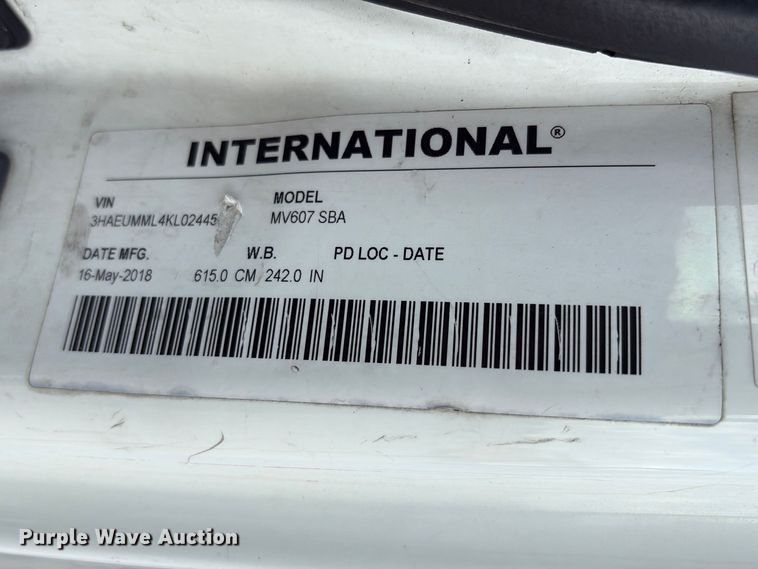 INTERNATIONAL®
VIN MODEL
3HAEUMML4KL02445 MV607 SBA
DATE MFG. W.B. PD LOC - DATE
16-May-2018 615.0 CM 242.0 IN
Purple Wave Auction